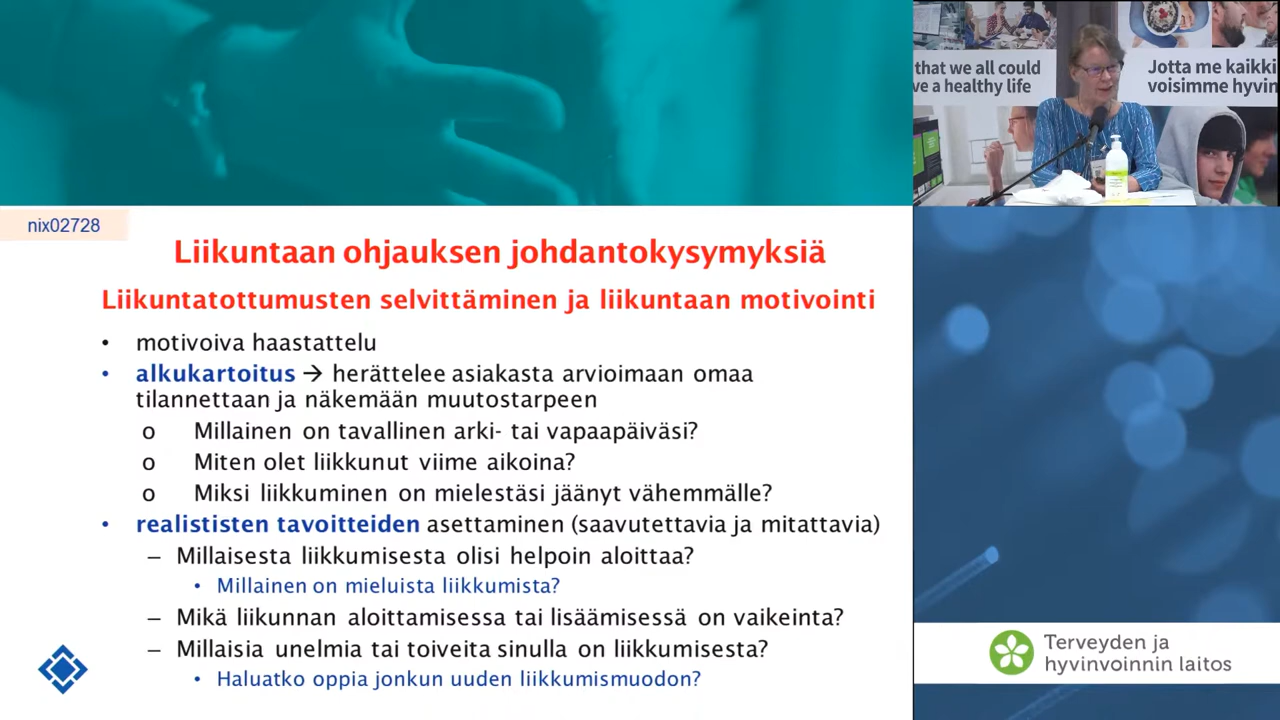 that we all could
ve a healthy life
Jotta me kaikki
voisimme hyvin
nix02728
Liikuntaan ohjauksen johdantokysymyksiä
Liikuntatottumusten selvittäminen ja liikuntaan motivointi
• motivoiva haastattelu
• alkukartoitus → herättelee asiakasta arvioimaan omaa
tilannettaan ja näkemään muutostarpeen
o Millainen on tavallinen arki- tai vapaapäiväsi?
o Miten olet liikkunut viime aikoina?
o Miksi liikkuminen on mielestäsi jäänyt vähemmälle?
• realististen tavoitteiden asettaminen (saavutettavia ja mitattavia)
– Millaisesta liikkumisesta olisi helpoin aloittaa?
• Millainen on mieluista liikkumista?
– Mikä liikunnan aloittamisessa tai lisäämisessä on vaikeinta?
– Millaisia unelmia tai toiveita sinulla on liikkumisesta?
• Haluatko oppia jonkun uuden liikkumismuodon?
Terveyden ja
hyvinvoinnin laitos